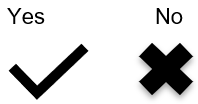 Yes No